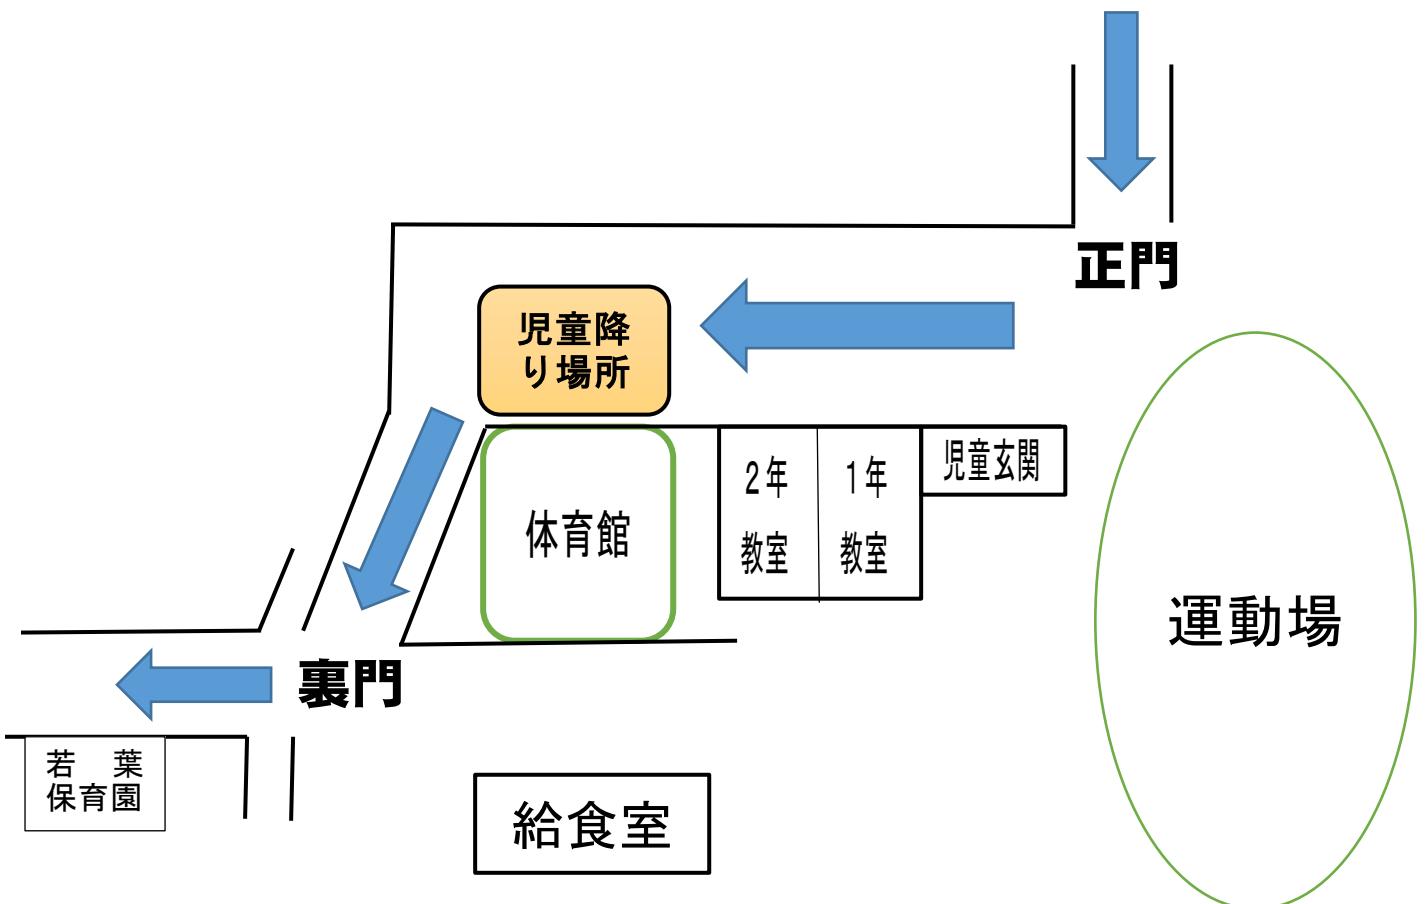 正門
児童降
り場所
児童玄関
2年
教室
1年
教室
体育館
運動場
裏門
若　葉
保育園
給食室